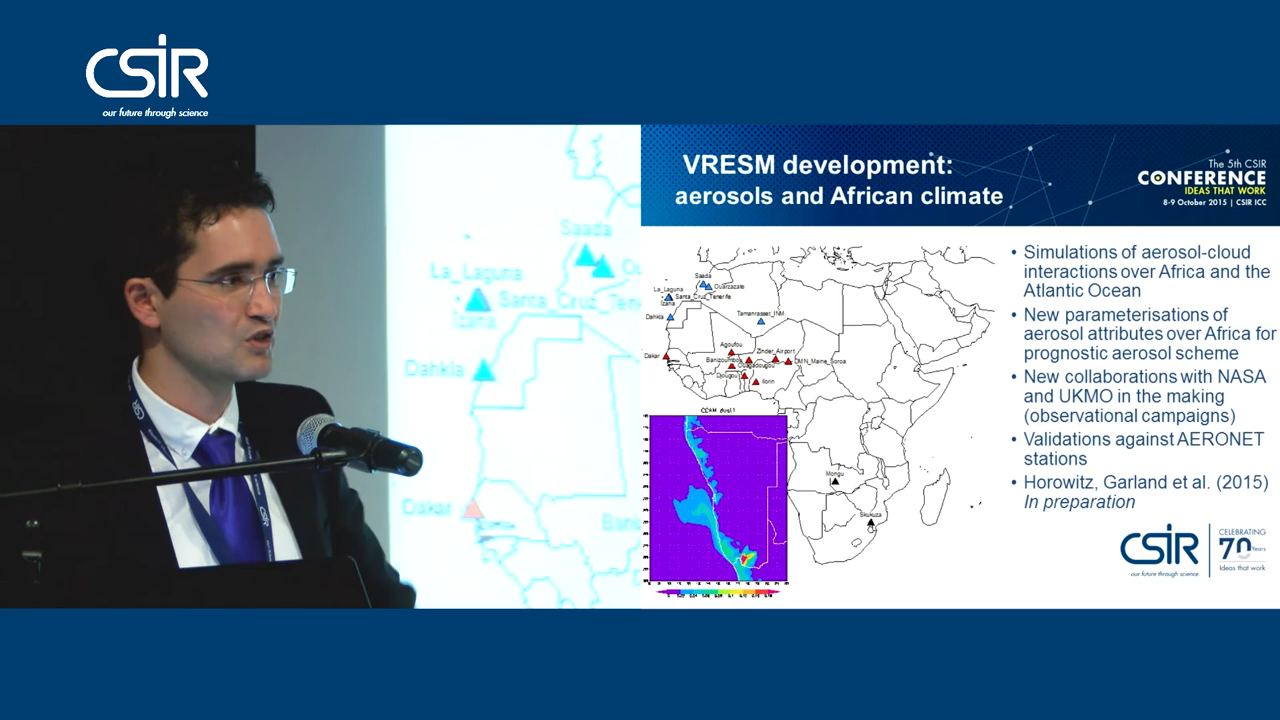 CSIR
our future through science
Saada
La_Laguna
Santa_Cruz_Tene
Izana
Dahkla
Dakar
VRESM development:
aerosols and African climate
The 5th CSIR
CONFERENCE
IDEAS THAT WORK
8-9 October 2015 | CSIR ICC
Saada
Ouarzazate
La_Laguna
Santa_Cruz_Tenerife
Izana
Dahkla
Tamanrasset_INM
Agoufou
Dakar
Zinder_Airport
Banizoumbou
DMN_Maine_Soroa
Ouagadougou
Djougou
Ilorin
CCAM dust1
Mongu
Skukuza
• Simulations of aerosol-cloud
interactions over Africa and the
Atlantic Ocean
• New parameterisations of
aerosol attributes over Africa for
prognostic aerosol scheme
• New collaborations with NASA
and UKMO in the making
(observational campaigns)
• Validations against AERONET
stations
• Horowitz, Garland et al. (2015)
In preparation
CSIR
our future through science
CELEBRATING
70 Years
Ideas that work